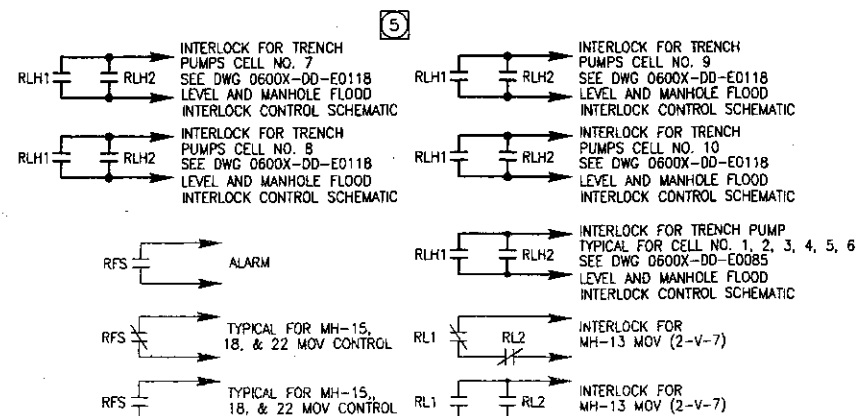 5
RLH1
RLH2
INTERLOCK FOR TRENCH
PUMPS CELL NO. 7
SEE DWG 0600X-DD-E0118
LEVEL AND MANHOLE FLOOD
INTERLOCK CONTROL SCHEMATIC
RLH1
RLH2
INTERLOCK FOR TRENCH
PUMPS CELL NO. 9
SEE DWG 0600X-DD-E0118
LEVEL AND MANHOLE FLOOD
INTERLOCK CONTROL SCHEMATIC
RLH1
RLH2
INTERLOCK FOR TRENCH
PUMPS CELL NO. 8
SEE DWG 0600X-DD-E0118
LEVEL AND MANHOLE FLOOD
INTERLOCK CONTROL SCHEMATIC
RLH1
RLH2
INTERLOCK FOR TRENCH
PUMPS CELL NO. 10
SEE DWG 0600X-DD-E0118
LEVEL AND MANHOLE FLOOD
INTERLOCK CONTROL SCHEMATIC
RFS
ALARM
RLH1
RLH2
INTERLOCK FOR TRENCH PUMP
TYPICAL FOR CELL NO. 1, 2, 3, 4, 5, 6
SEE DWG 0600X-DD-E0085
LEVEL AND MANHOLE FLOOD
INTERLOCK CONTROL SCHEMATIC
RFS
TYPICAL FOR MH-15,
18, & 22 MOV CONTROL
RL1
RL2
INTERLOCK FOR
MH-13 MOV (2-V-7)
RFS
TYPICAL FOR MH-15,
18, & 22 MOV CONTROL
RL1
RL2
INTERLOCK FOR
MH-13 MOV (2-V-7)